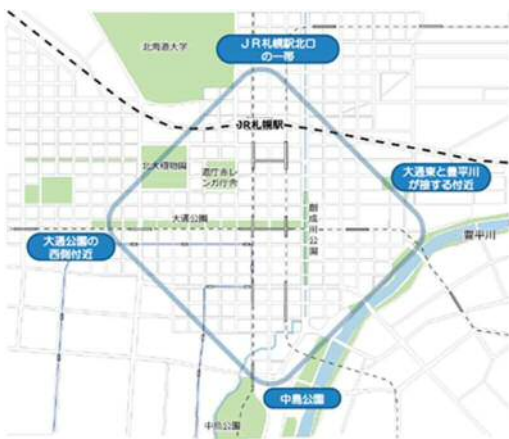 北海道大学
JR札幌駅北口
の一帯
JR札幌駅
北大植物園
道庁赤レ
ンガ庁舎
大通東と豊平川
が接する付近
創成川公園
大通公園
大通公園の
西側付近
豊平川
中島公園
中島公園